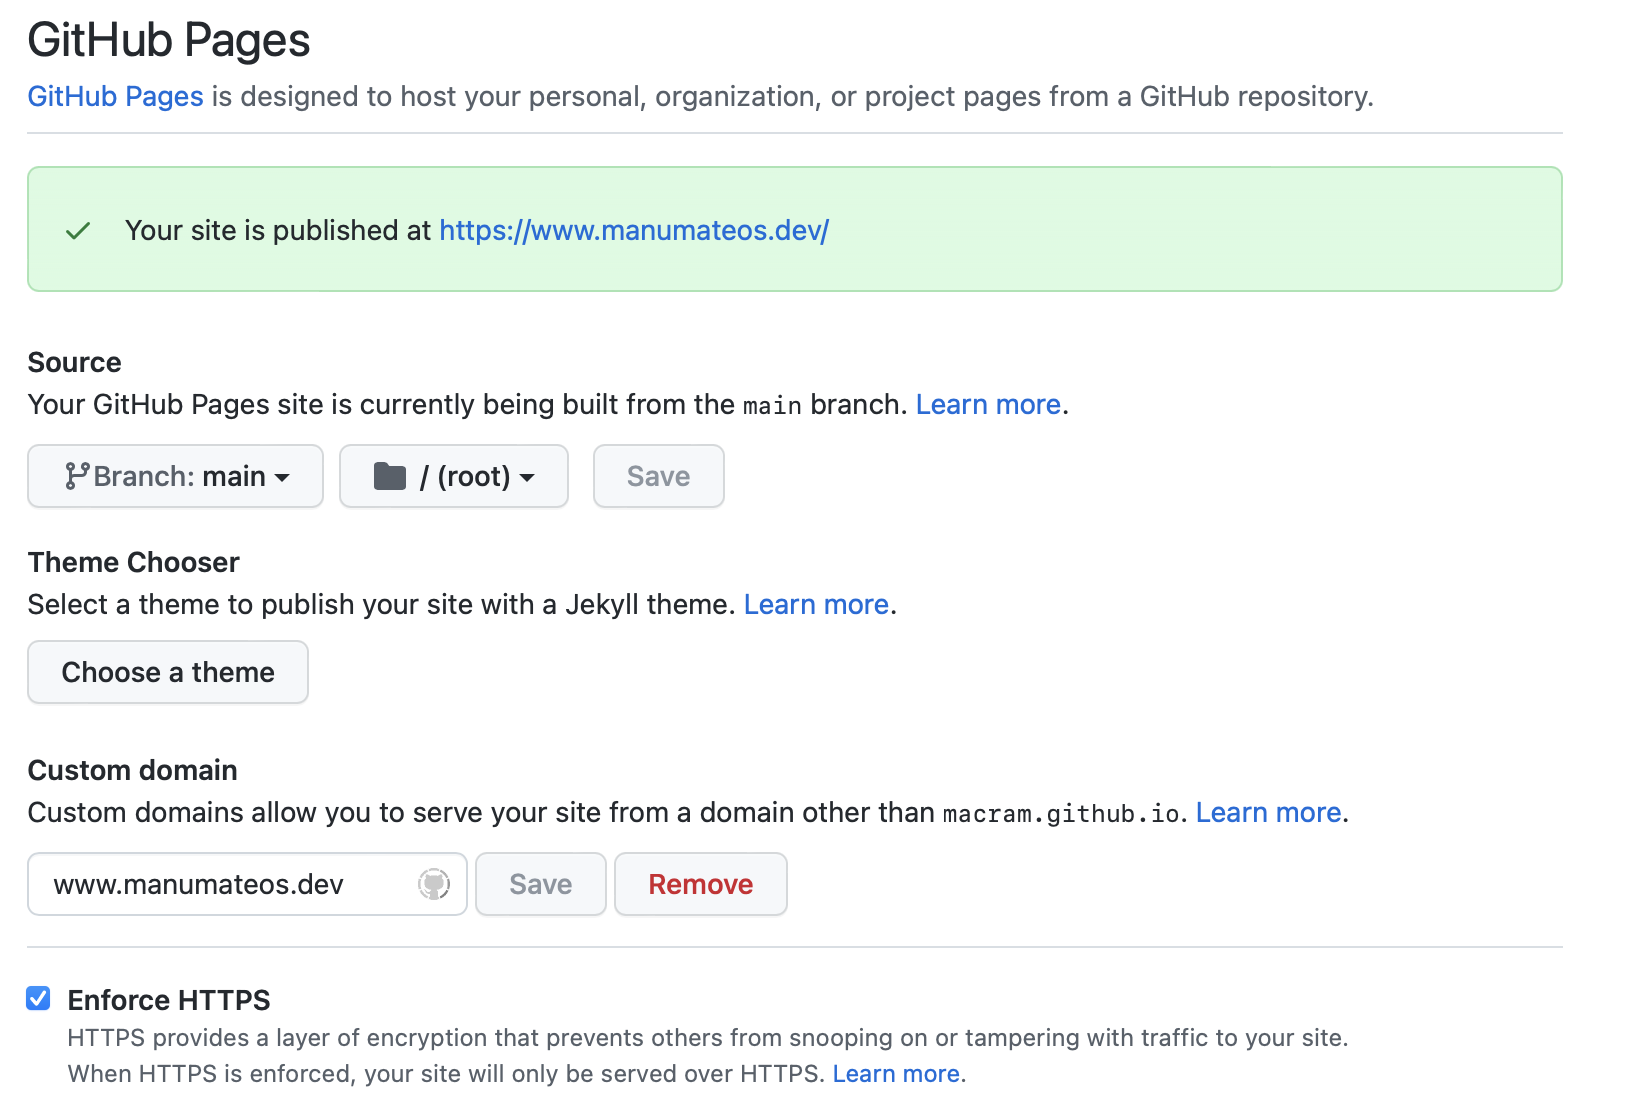 GitHub Pages
GitHub Pages is designed to host your personal, organization, or project pages from a GitHub repository.
Your site is published at https://www.manumateos.dev/
Source
Your GitHub Pages site is currently being built from the main branch. Learn more.
Branch: main / (root) Save
Theme Chooser
Select a theme to publish your site with a Jekyll theme. Learn more.
Choose a theme
Custom domain
Custom domains allow you to serve your site from a domain other than macram.github.io. Learn more.
www.manumateos.dev Save Remove
Enforce HTTPS
HTTPS provides a layer of encryption that prevents others from snooping on or tampering with traffic to your site.
When HTTPS is enforced, your site will only be served over HTTPS. Learn more.